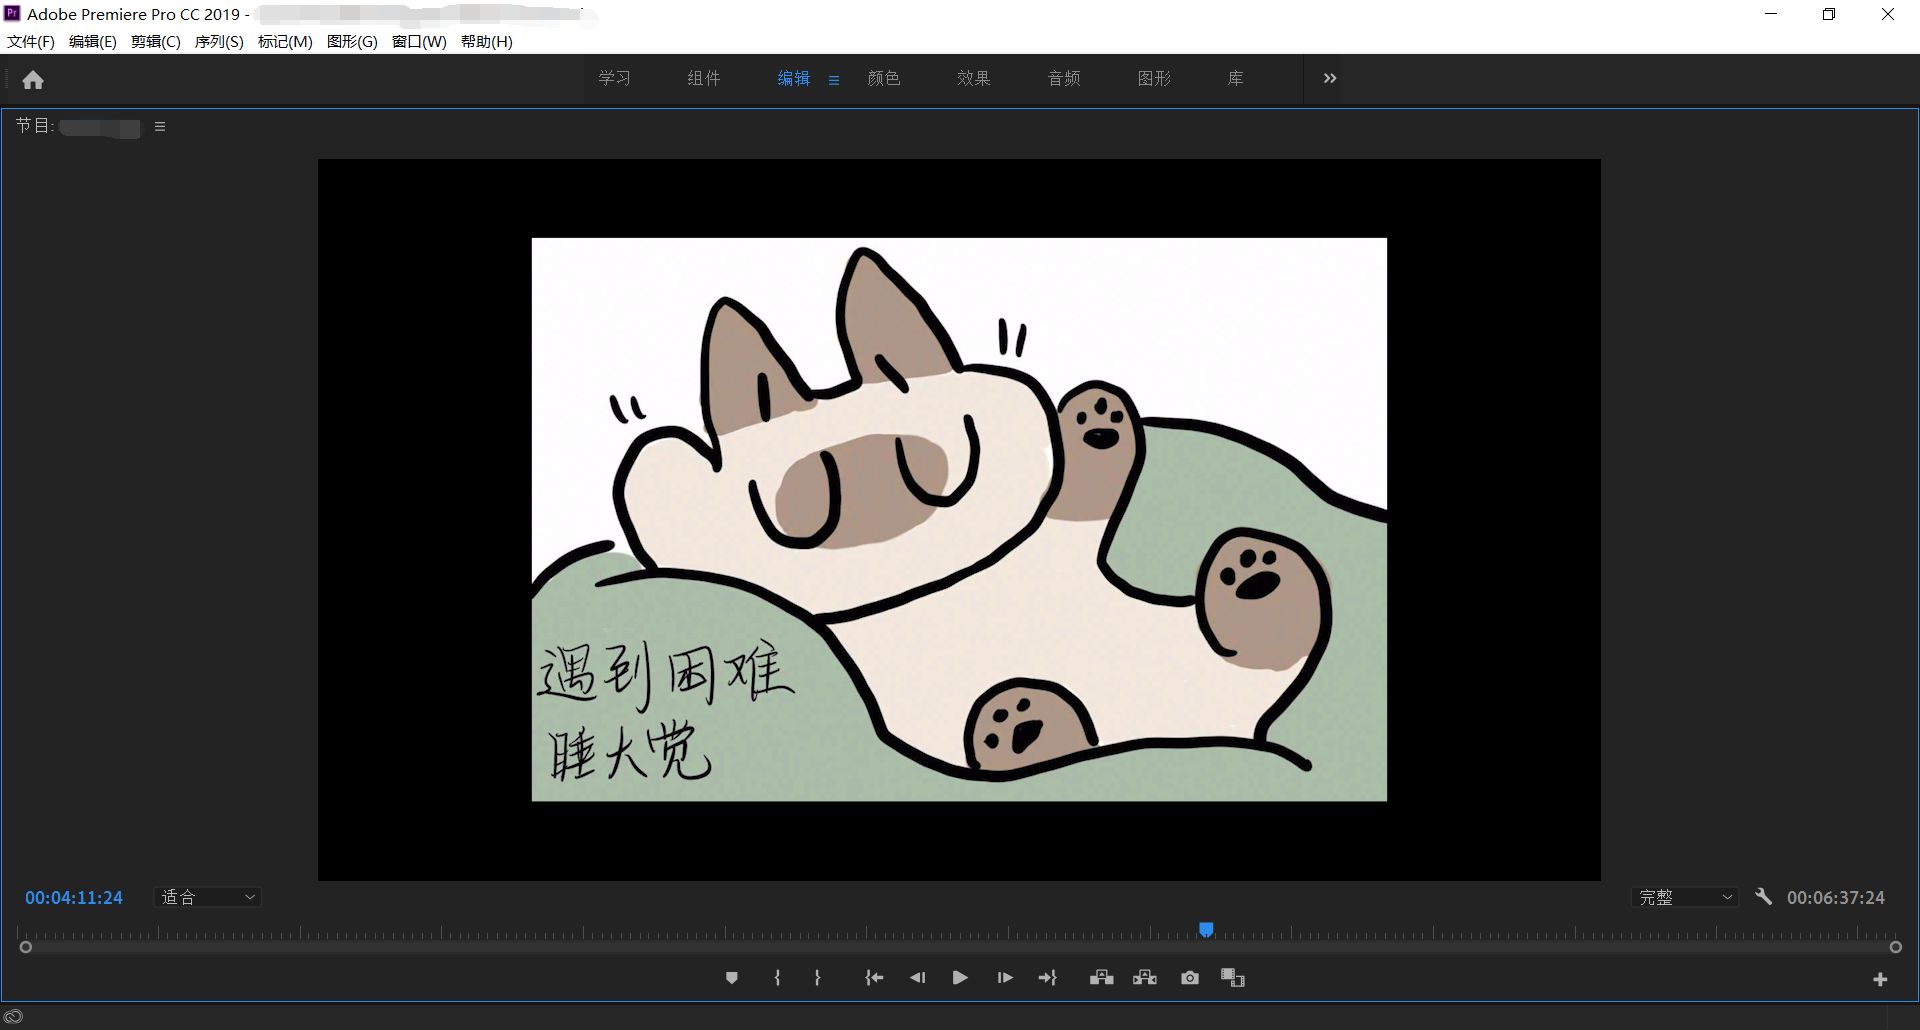 Adobe Premiere Pro CC 2019 -
文件(F) 编辑(E) 剪辑(C) 序列(S) 标记(M) 图形(G) 窗口(W) 帮助(H)
学习 组件 编辑 颜色 效果 音频 图形 库
节目:
遇到困难
睡大觉
00:04:11:24 适合 完整 00:06:37:24